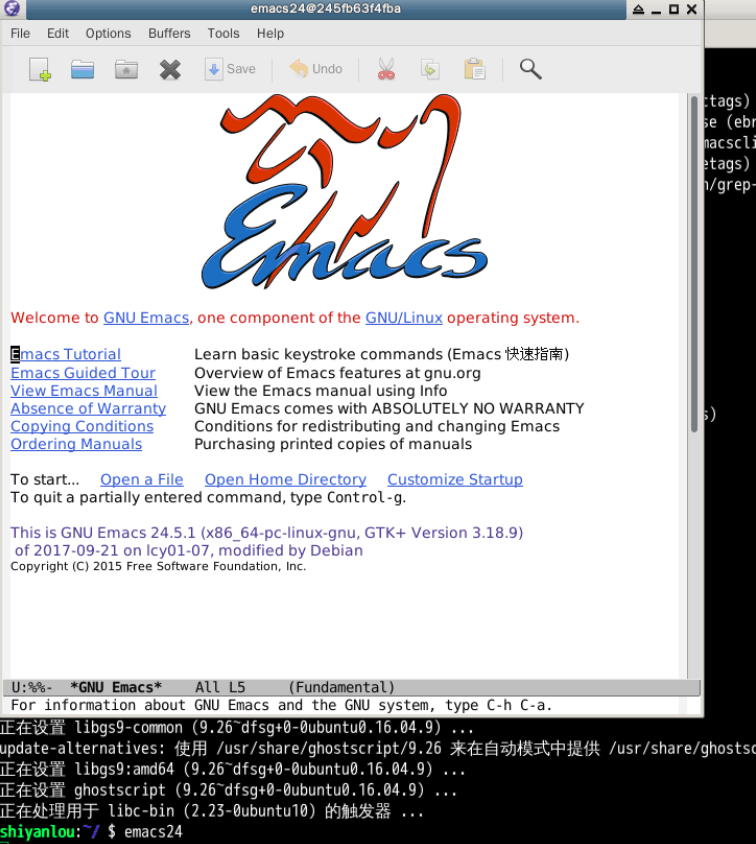 emacs24@245fb63f4fba
File Edit Options Buffers Tools Help
Save Undo
ctags)
se (ebr
macscli
etags)
n/grep-
Emacs
Welcome to GNU Emacs, one component of the GNU/Linux operating system.
Emacs Tutorial Learn basic keystroke commands (Emacs 快速指南)
Emacs Guided Tour Overview of Emacs features at gnu.org
View Emacs Manual View the Emacs manual using Info
Absence of Warranty GNU Emacs comes with ABSOLUTELY NO WARRANTY
s)
Copying Conditions Conditions for redistributing and changing Emacs
Ordering Manuals Purchasing printed copies of manuals
To start... Open a File Open Home Directory Customize Startup
To quit a partially entered command, type Control-g.
This is GNU Emacs 24.5.1 (x86_64-pc-linux-gnu, GTK+ Version 3.18.9)
of 2017-09-21 on lcy01-07, modified by Debian
Copyright (C) 2015 Free Software Foundation, Inc.
U:%%- *GNU Emacs* All L5 (Fundamental)
For information about GNU Emacs and the GNU system, type C-h C-a.
正在设置 libgs9-common (9.26~dfsg+0-0ubuntu0.16.04.9) ...
update-alternatives: 使用 /usr/share/ghostscript/9.26 来在自动模式中提供 /usr/share/ghostsc
正在设置 libgs9:amd64 (9.26~dfsg+0-0ubuntu0.16.04.9) ...
正在设置 ghostscript (9.26~dfsg+0-0ubuntu0.16.04.9) ...
正在处理用于 libc-bin (2.23-0ubuntu10) 的触发器 ...
shiyanlou:~/ $ emacs24